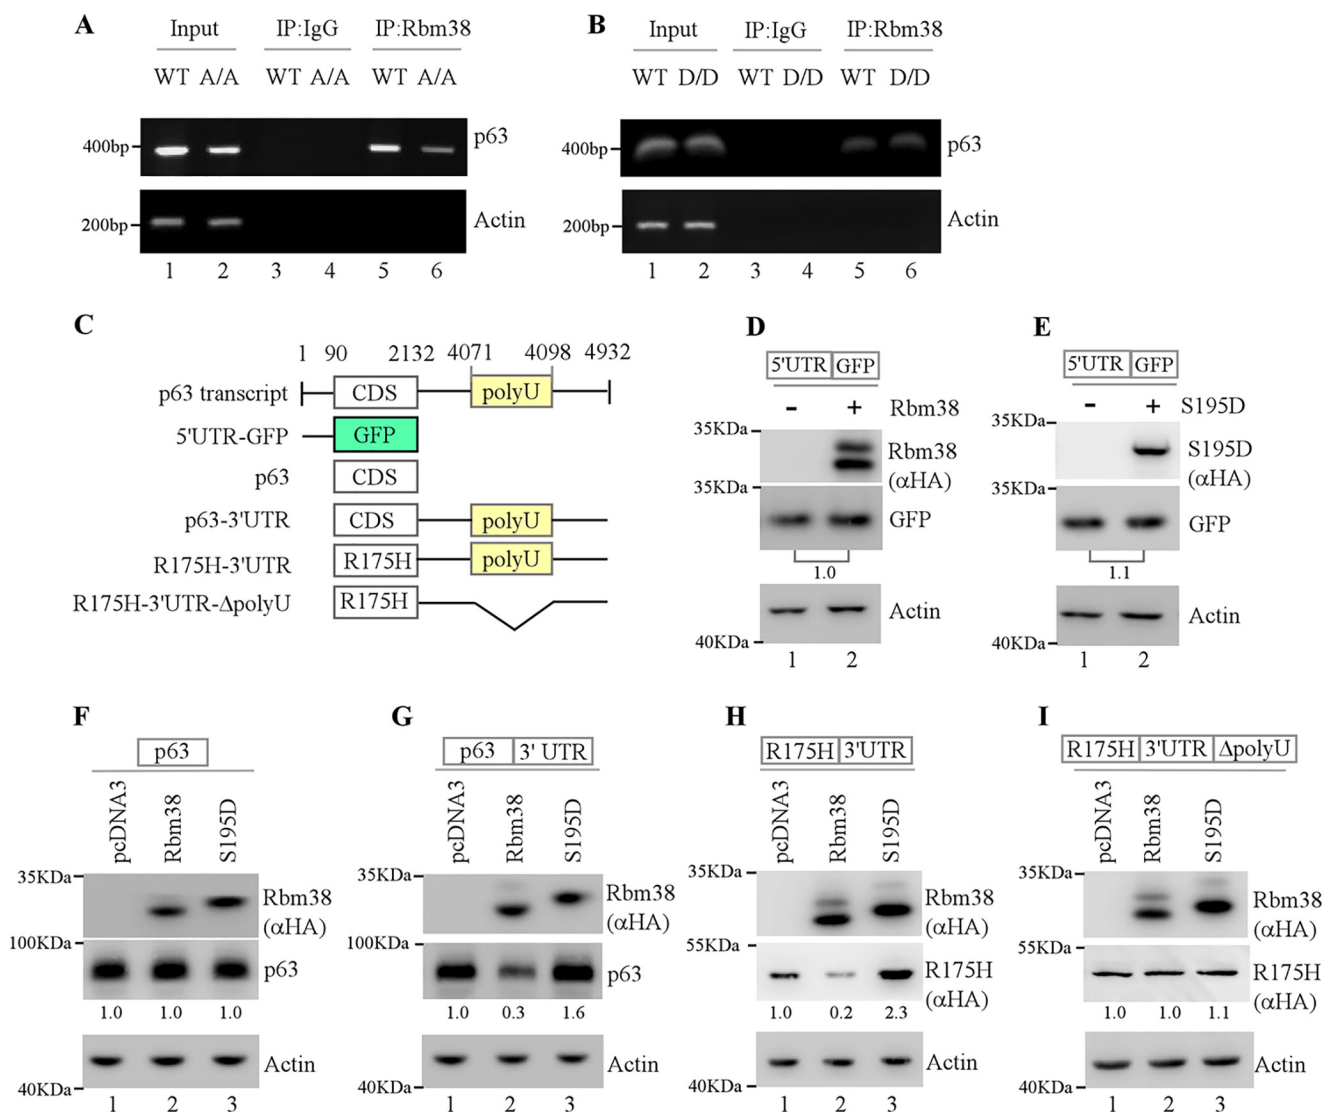 A
Input IP:IgG IP:Rbm38
WT A/A WT A/A WT A/A
400bp p63
200bp Actin
1 2 3 4 5 6
B
Input IP:IgG IP:Rbm38
WT D/D WT D/D WT D/D
400bp p63
200bp Actin
1 2 3 4 5 6
C
1 90 2132 4071 4098 4932
p63 transcript CDS polyU
5'UTR-GFP GFP
p63 CDS
p63-3'UTR CDS polyU
R175H-3'UTR R175H polyU
R175H-3'UTR-ΔpolyU R175H
D
5'UTR GFP
- + Rbm38
35KDa
Rbm38
(αHA)
35KDa
GFP
1.0
Actin
40KDa
1 2
E
5'UTR GFP
- + S195D
35KDa
S195D
(αHA)
35KDa
GFP
1.1
Actin
40KDa
1 2
F
p63
pcDNA3 Rbm38 S195D
35KDa
Rbm38
(αHA)
100KDa
p63
1.0 1.0 1.0
Actin
40KDa
1 2 3
G
p63 3' UTR
pcDNA3 Rbm38 S195D
35KDa
Rbm38
(αHA)
100KDa
p63
1.0 0.3 1.6
Actin
40KDa
1 2 3
H
R175H 3'UTR
pcDNA3 Rbm38 S195D
35KDa
Rbm38
(αHA)
55KDa
R175H
(αHA)
1.0 0.2 2.3
Actin
40KDa
1 2 3
I
R175H 3'UTR ΔpolyU
pcDNA3 Rbm38 S195D
35KDa
Rbm38
(αHA)
55KDa
R175H
(αHA)
1.0 1.0 1.1
Actin
40KDa
1 2 3